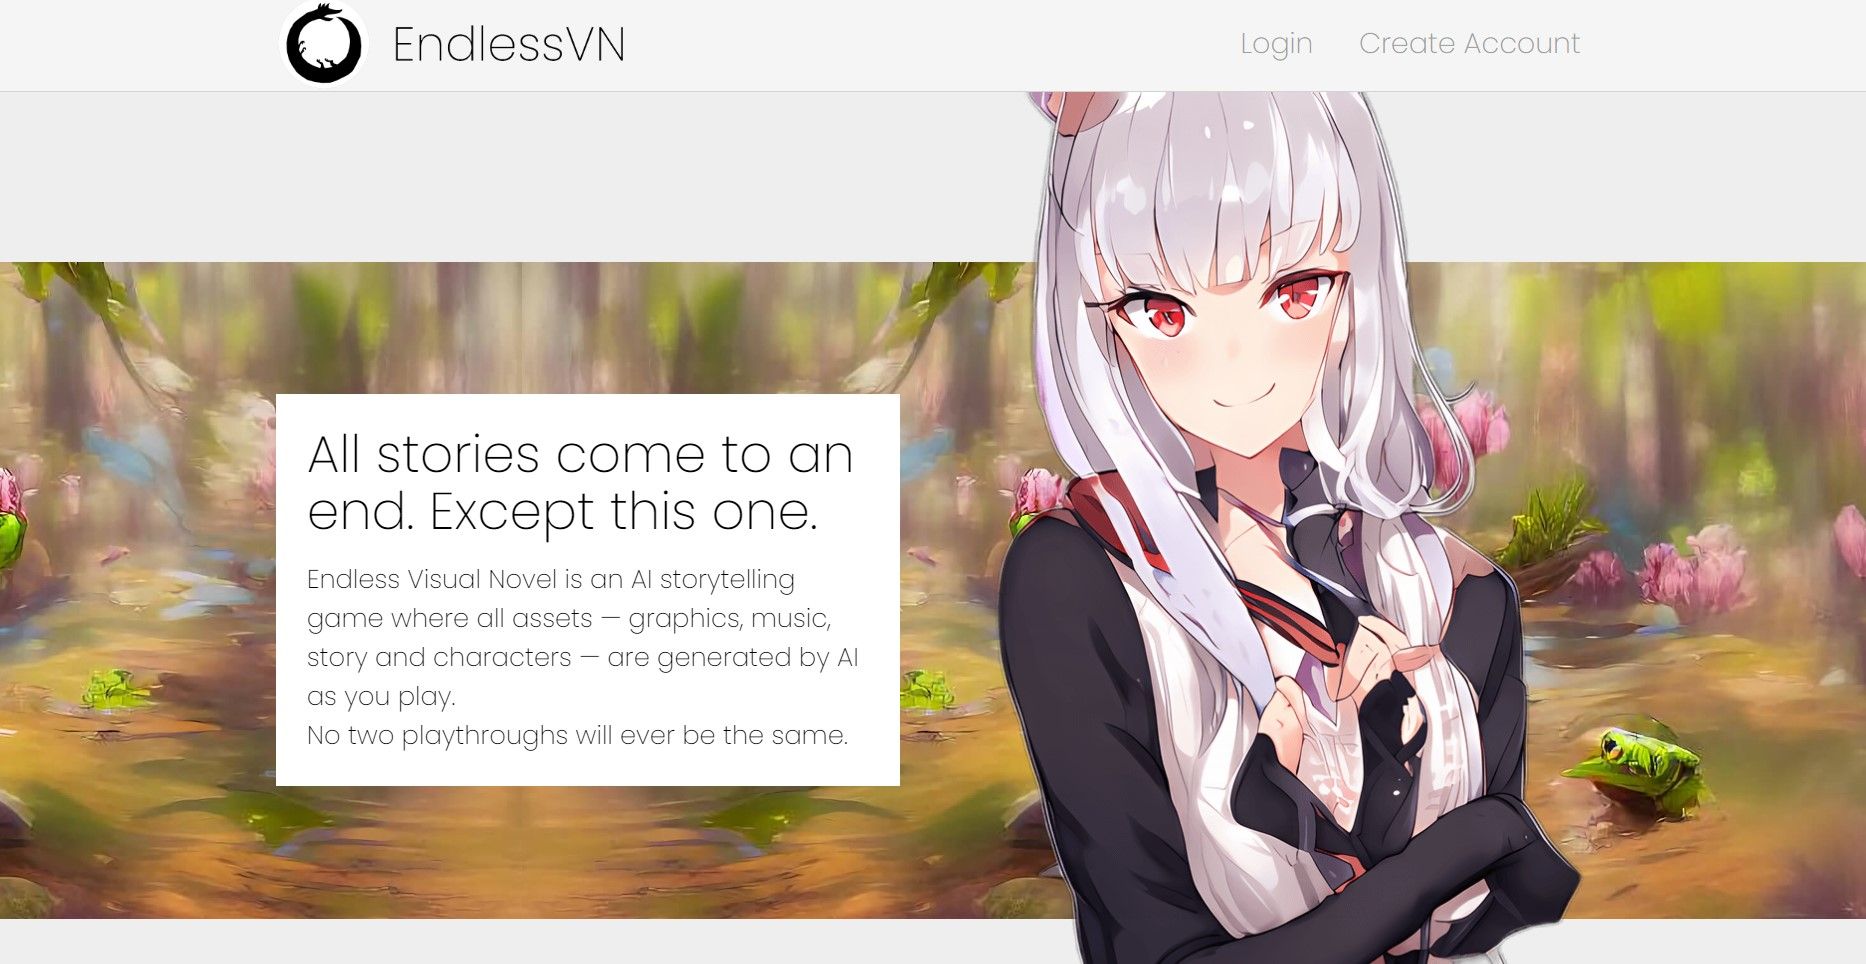 EndlessVN
Login
Create Account
All stories come to an
end. Except this one.
Endless Visual Novel is an AI storytelling
game where all assets — graphics, music,
story and characters — are generated by AI
as you play.
No two playthroughs will ever be the same.